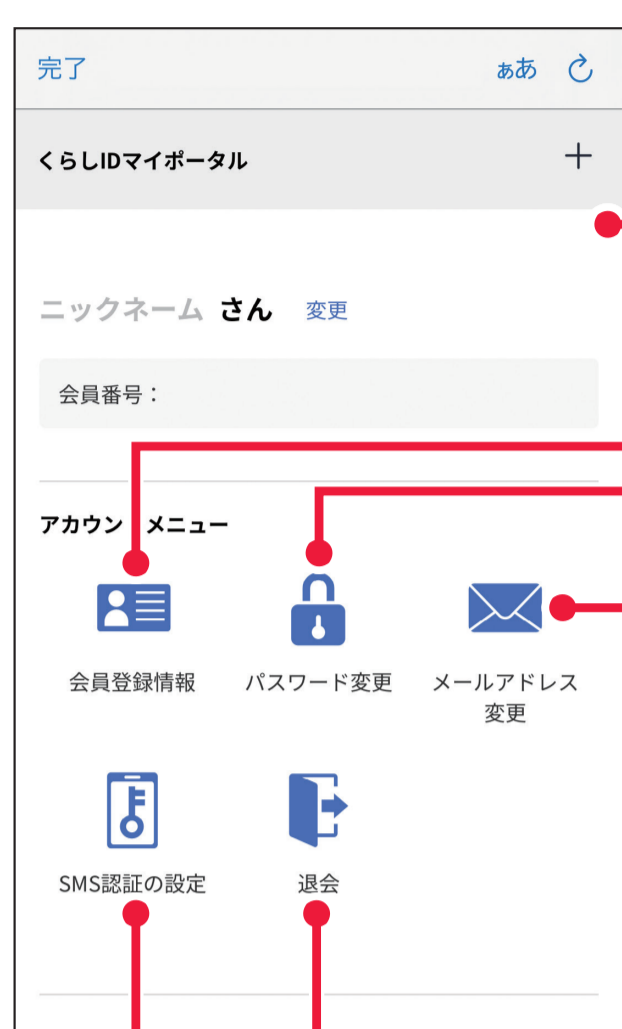 完了 ぁあ
くらしIDマイポータル +
ニックネーム さん 変更
会員番号：
アカウン メニュー
会員登録情報 パスワード変更 メールアドレス
変更
SMS認証の設定 退会